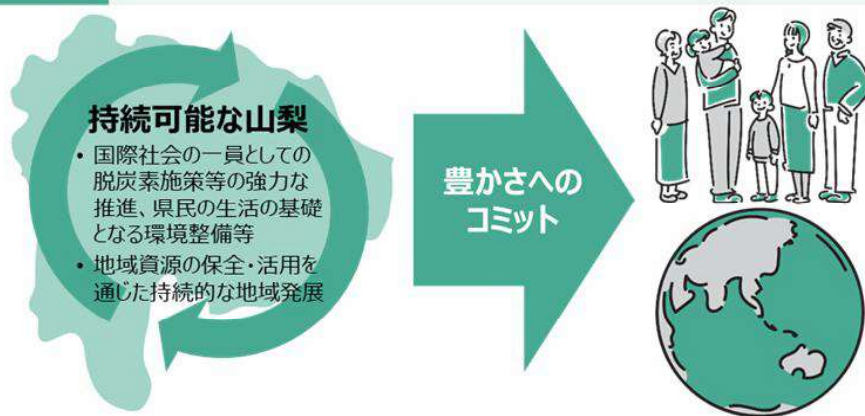 持続可能な山梨
• 国際社会の一員としての
脱炭素施策等の強力な
推進、県民の生活の基礎
となる環境整備等
• 地域資源の保全・活用を
通じた持続的な地域発展
豊かさへの
コミット